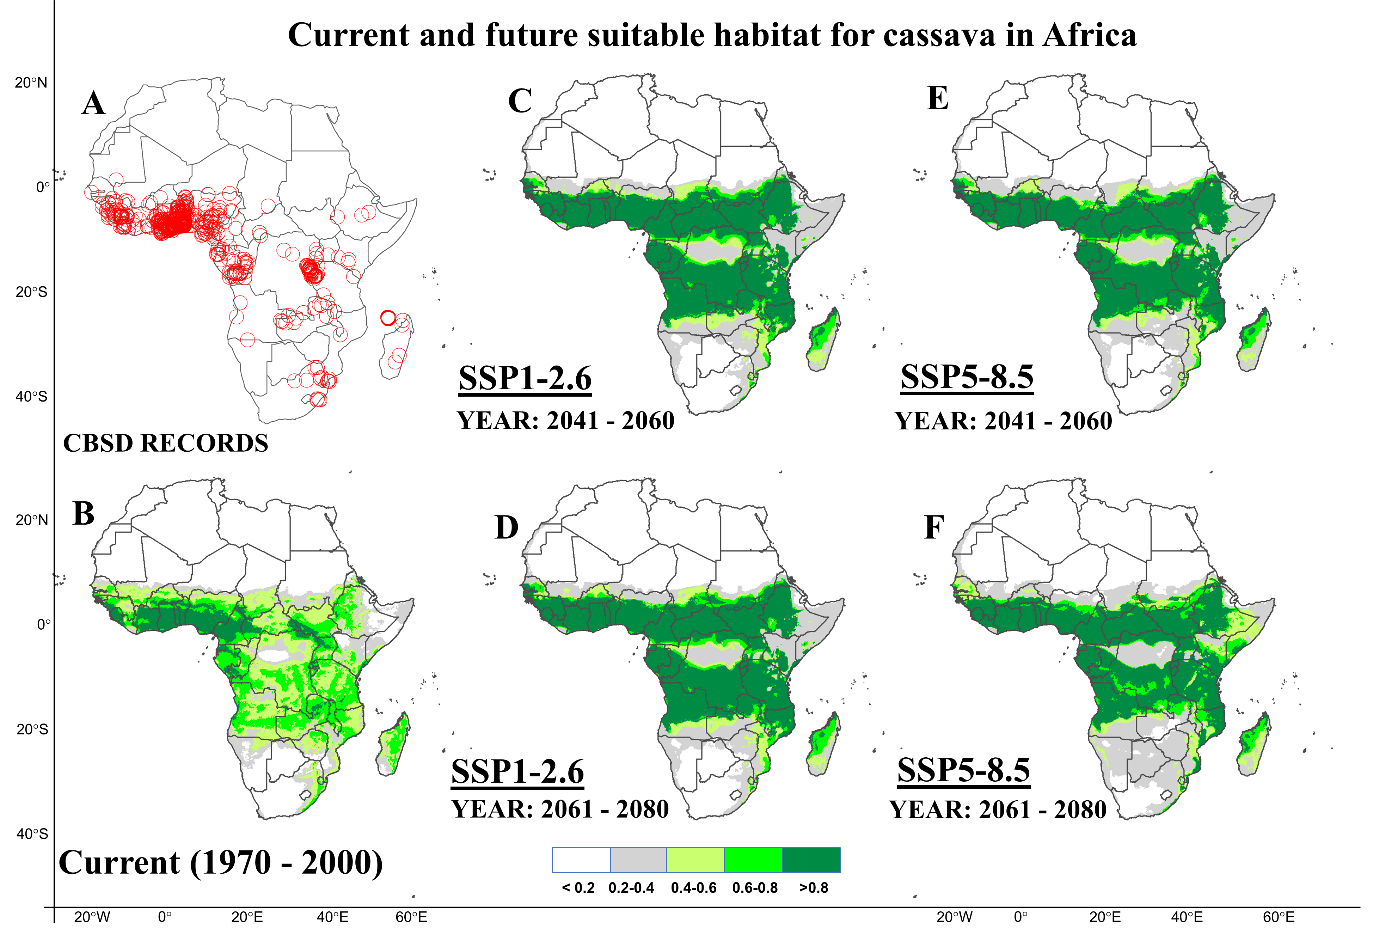 Current and future suitable habitat for cassava in Africa
A
C
E
20°N
0°
20°S
40°S
SSP1-2.6
YEAR: 2041 - 2060
SSP5-8.5
YEAR: 2041 - 2060
CBSD RECORDS
B
D
F
20°N
0°
20°S
40°S
SSP1-2.6
YEAR: 2061 - 2080
SSP5-8.5
YEAR: 2061 - 2080
Current (1970 - 2000)
< 0.2 0.2-0.4 0.4-0.6 0.6-0.8 >0.8
20°W 0° 20°E 40°E 60°E 20°W 0° 20°E 40°E 60°E